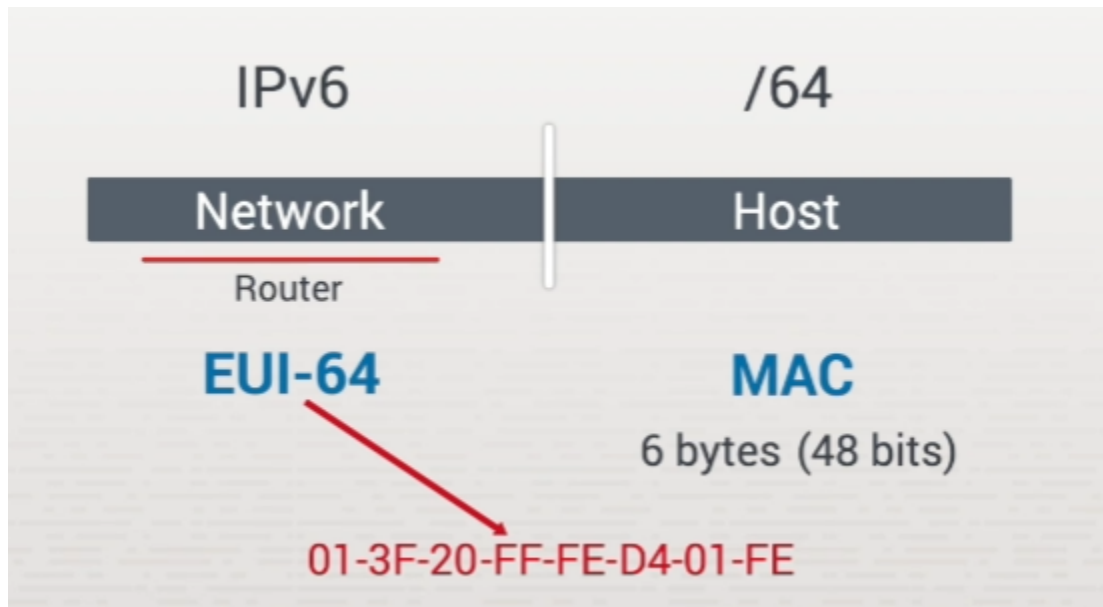 IPv6 /64
Network Host
Router
EUI-64 MAC
6 bytes (48 bits)
01-3F-20-FF-FE-D4-01-FE